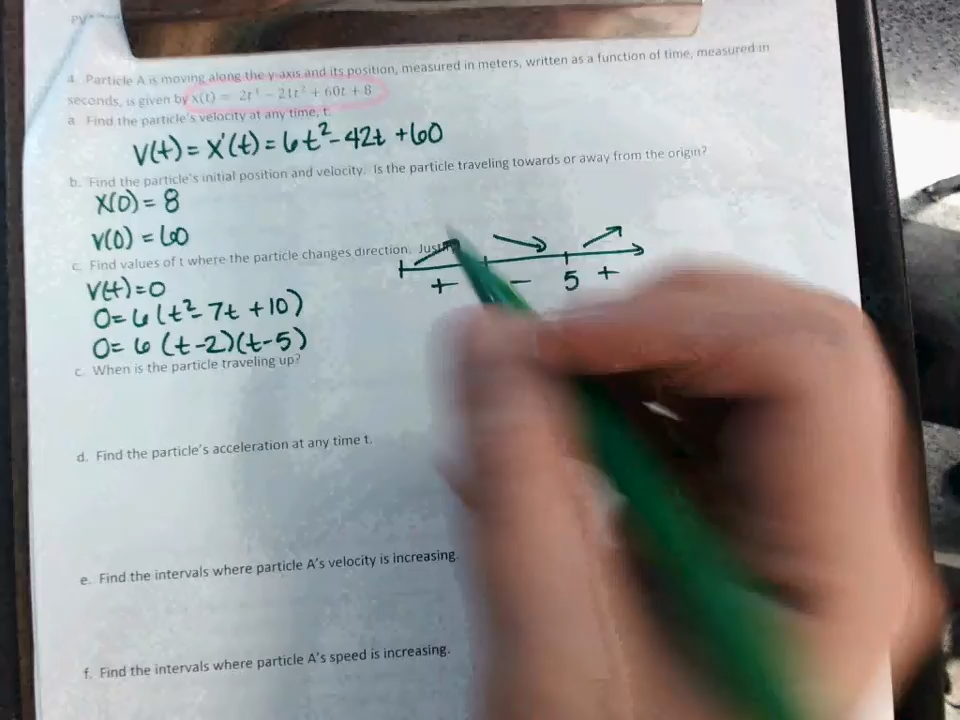 4. Particle A is moving along the y-axis and its position, measured in meters, written as a function of time, measured in
seconds, is given by x(t) = 2t³ − 21t² + 60t + 8
a. Find the particle's velocity at any time, t.
V(t) = X'(t) = 6t² - 42t + 60
b. Find the particle's initial position and velocity. Is the particle traveling towards or away from the origin?
X(0) = 8
V(0) = 60
c. Find values of t where the particle changes direction.
+ − 5 +
V(t)=0
0= 6(t²- 7t +10)
0= 6 (t-2)(t-5)
c. When is the particle traveling up?
d. Find the particle's acceleration at any time t.
e. Find the intervals where particle A's velocity is increasing.
f. Find the intervals where particle A's speed is increasing.